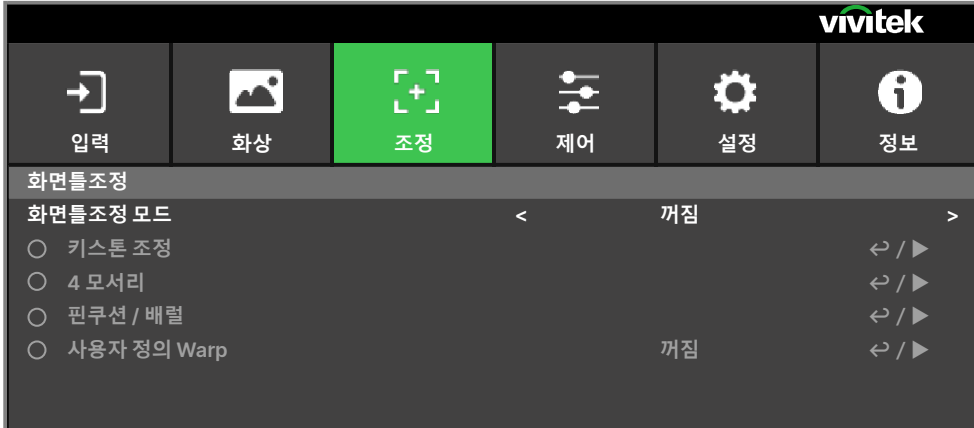 vivitek
입력 화상 조정 제어 설정 정보
화면틀조정
화면틀조정 모드 < 꺼짐 >
키스톤 조정 /
4 모서리 /
핀쿠션 / 배럴 /
사용자 정의 Warp 꺼짐 /